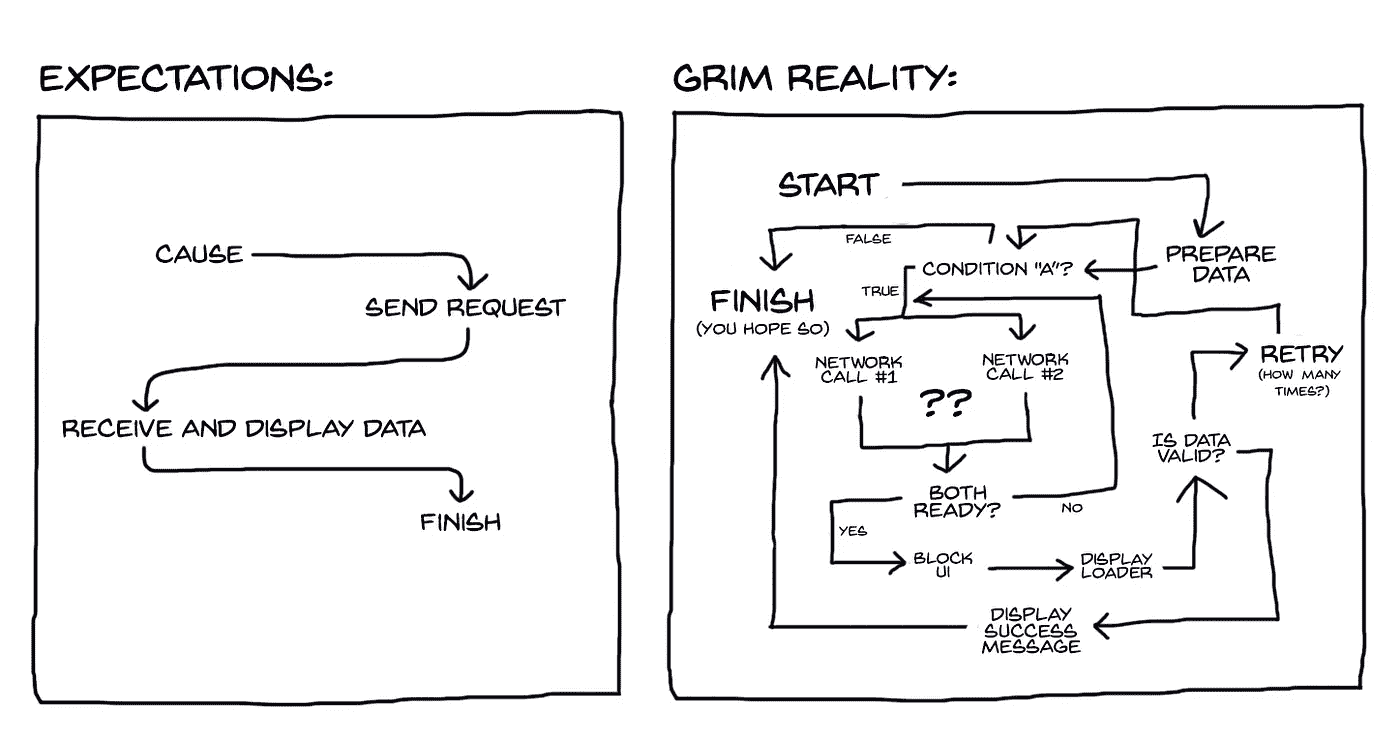 EXPECTATIONS:
CAUSE
SEND REQUEST
RECEIVE AND DISPLAY DATA
FINISH
GRIM REALITY:
START
PREPARE
DATA
FALSE
CONDITION "A"?
TRUE
FINISH
(YOU HOPE SO)
NETWORK
CALL #1
NETWORK
CALL #2
??
RETRY
(HOW MANY
TIMES?)
IS DATA
VALID?
BOTH
READY?
NO
YES
BLOCK
UI
DISPLAY
LOADER
DISPLAY
SUCCESS
MESSAGE